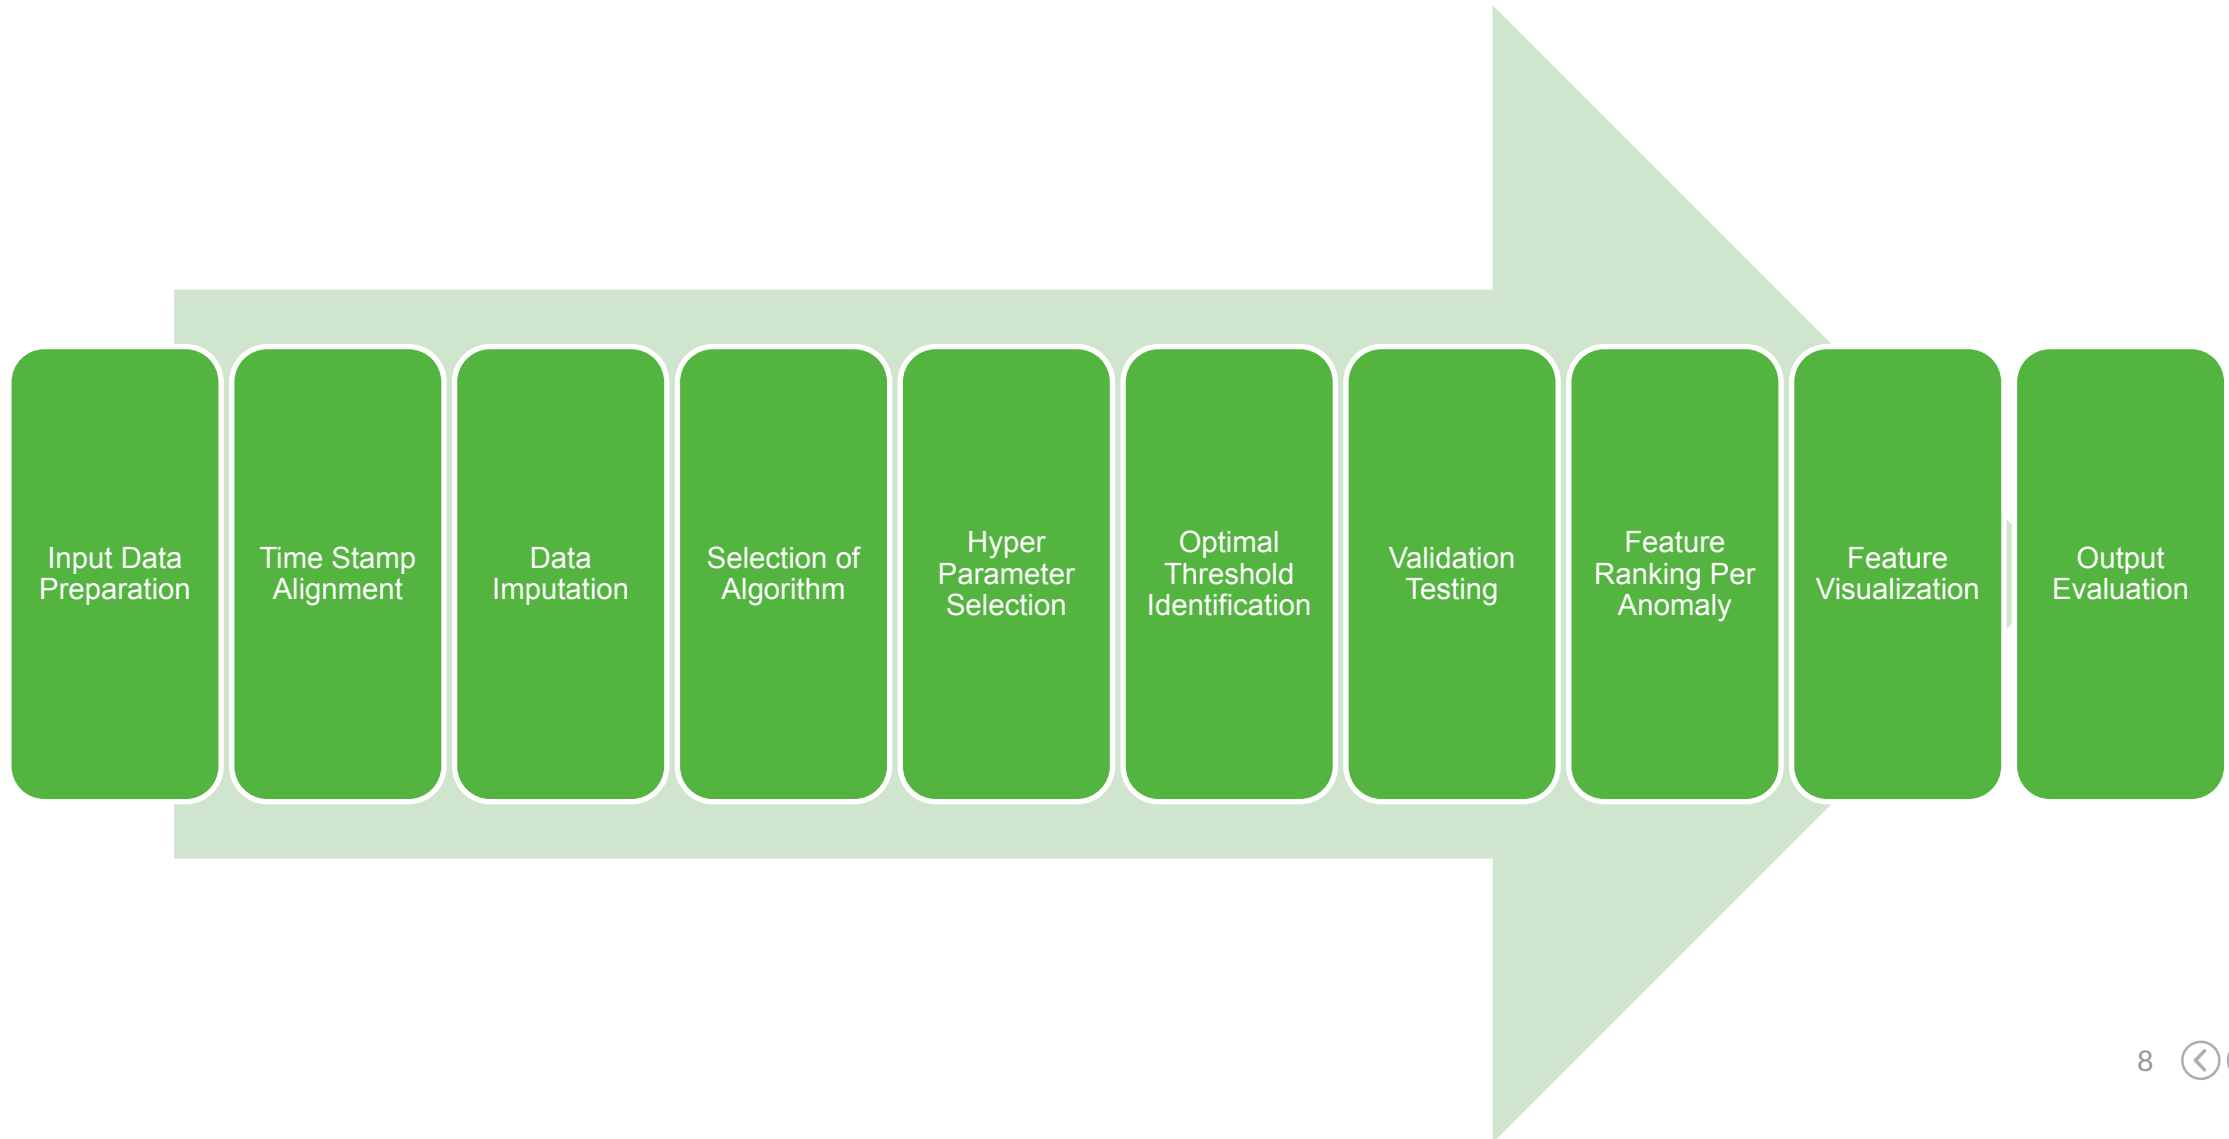 Input Data
Preparation
Time Stamp
Alignment
Data
Imputation
Selection of
Algorithm
Hyper
Parameter
Selection
Optimal
Threshold
Identification
Validation
Testing
Feature
Ranking Per
Anomaly
Feature
Visualization
Output
Evaluation
8